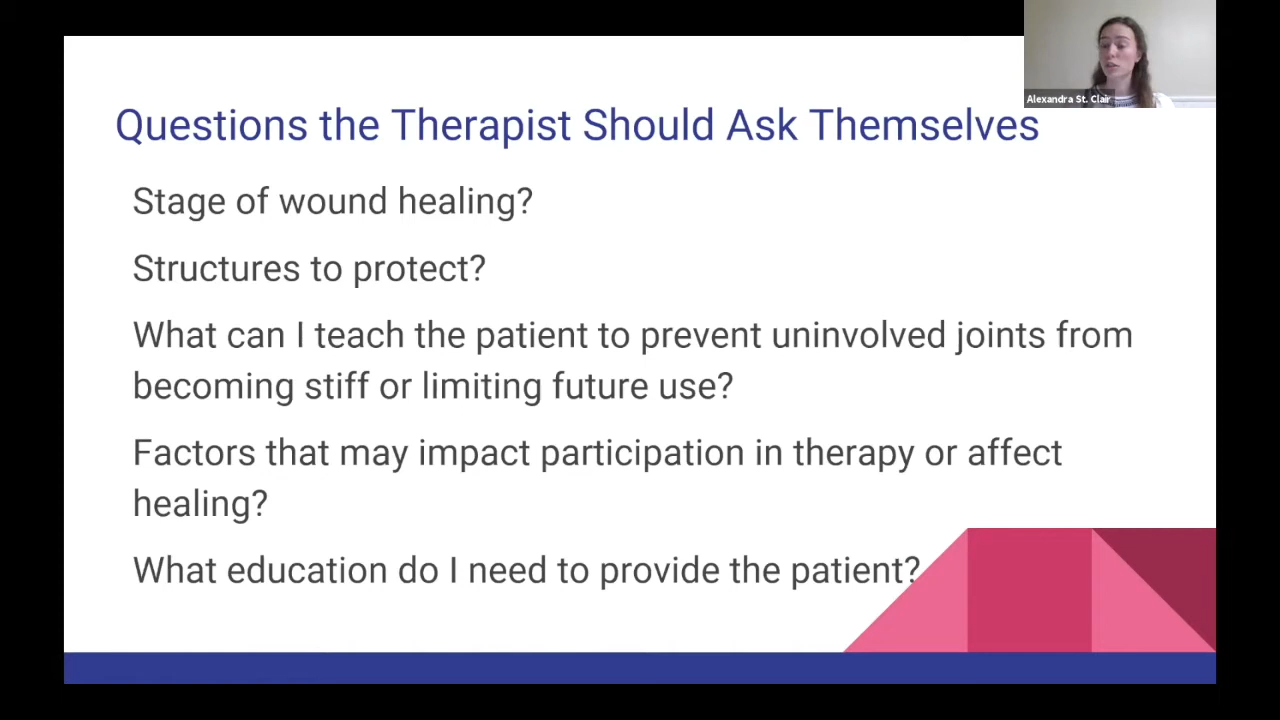 Alexandra St. Clair
Questions the Therapist Should Ask Themselves
Stage of wound healing?
Structures to protect?
What can I teach the patient to prevent uninvolved joints from
becoming stiff or limiting future use?
Factors that may impact participation in therapy or affect
healing?
What education do I need to provide the patient?